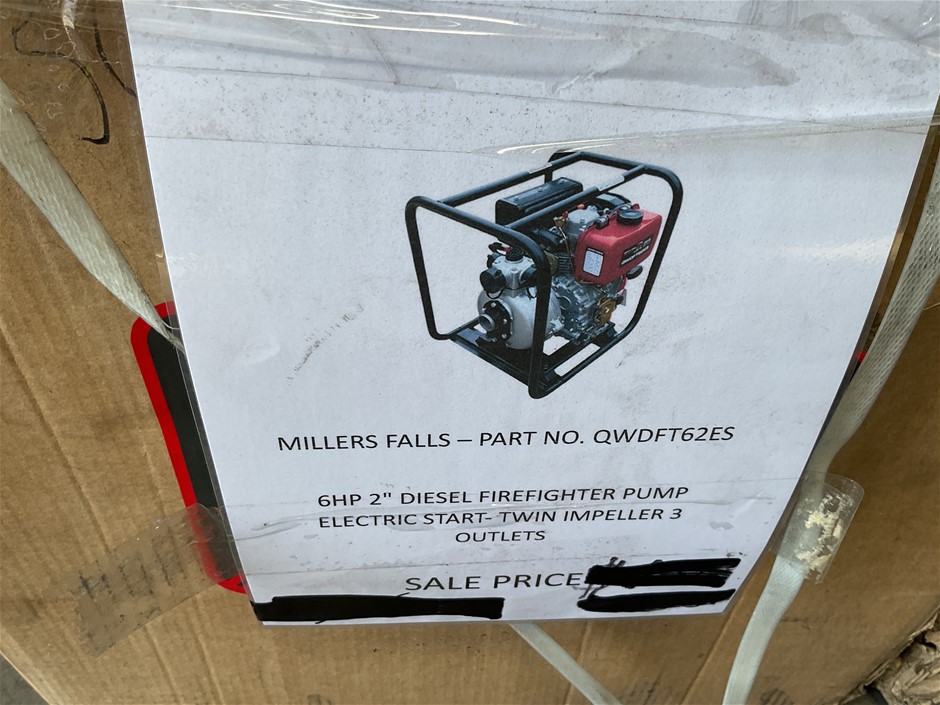 MILLERS FALLS – PART NO. QWDFT62ES
6HP 2" DIESEL FIREFIGHTER PUMP
ELECTRIC START- TWIN IMPELLER 3
OUTLETS
SALE PRICE